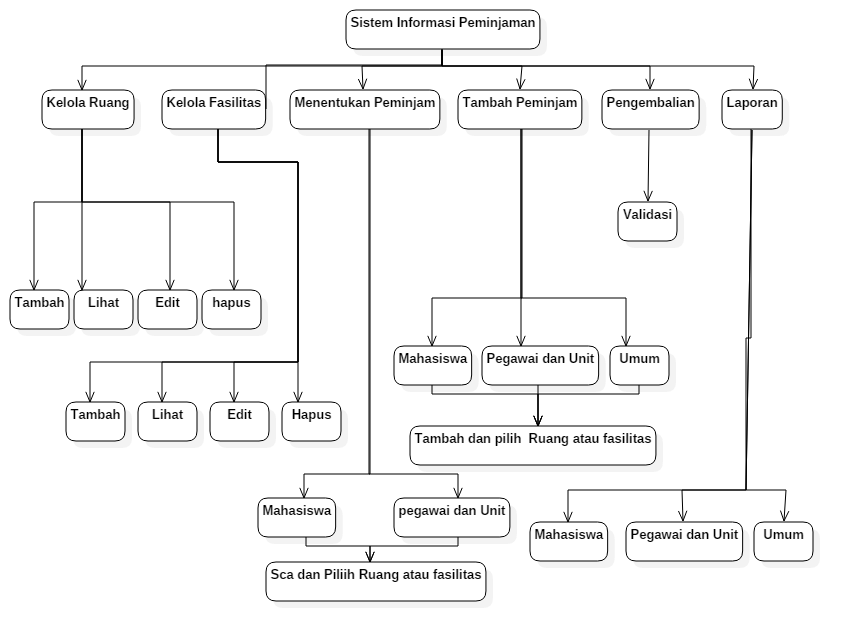 Sistem Informasi Peminjaman
Kelola Ruang
Kelola Fasilitas
Menentukan Peminjam
Tambah Peminjam
Pengembalian
Laporan
Validasi
Tambah
Lihat
Edit
hapus
Mahasiswa
Pegawai dan Unit
Umum
Tambah
Lihat
Edit
Hapus
Tambah dan pilih Ruang atau fasilitas
Mahasiswa
pegawai dan Unit
Mahasiswa
Pegawai dan Unit
Umum
Sca dan Piliih Ruang atau fasilitas